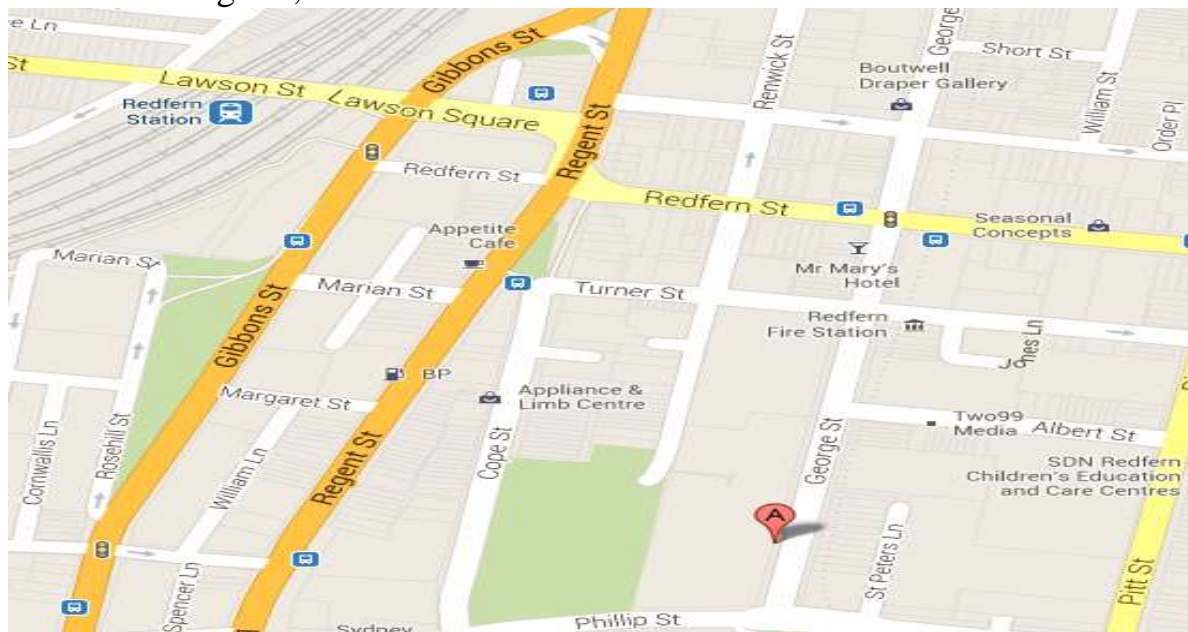 Gibbons St
Lawson St
Lawson Square
Redfern
Station
Regent St
Renwick St
George
Short St
Boutwell
Draper Gallery
William St
Order Pl
Redfern St
Redfern St
Seasonal
Concepts
Appetite
Cafe
Mr Mary's
Hotel
Marian St
Marian St
Turner St
Redfern
Fire Station
Jones Ln
Gibbons St
BP
Margaret St
Appliance &
Limb Centre
Two99
Media
Albert St
Cornwallis Ln
Rosehill St
William Ln
Regent St
Cope St
George St
SDN Redfern
Children's Education
and Care Centres
A
St Peters Ln
Pitt St
Spencer Ln
Phillip St
Sydney